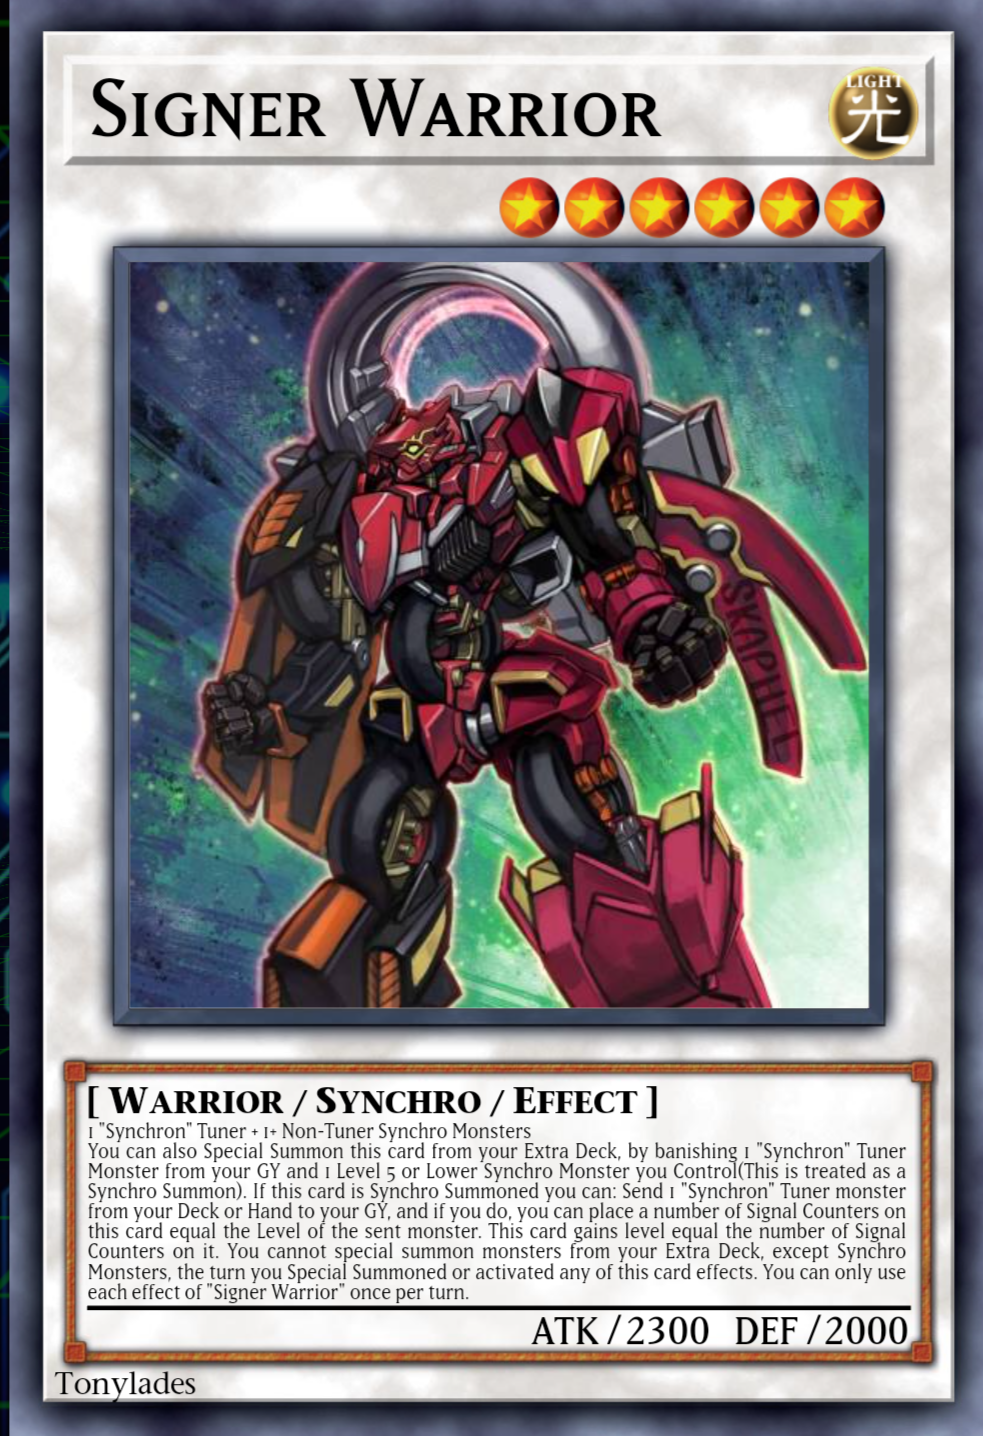 Signer Warrior
LIGHT
光
SKAPHIEL
[ Warrior / Synchro / Effect ]
1 "Synchron" Tuner + 1+ Non-Tuner Synchro Monsters
You can also Special Summon this card from your Extra Deck, by banishing 1 "Synchron" Tuner
Monster from your GY and 1 Level 5 or Lower Synchro Monster you Control(This is treated as a
Synchro Summon). If this card is Synchro Summoned you can: Send 1 "Synchron" Tuner monster
from your Deck or Hand to your GY, and if you do, you can place a number of Signal Counters on
this card equal the Level of the sent monster. This card gains level equal the number of Signal
Counters on it. You cannot special summon monsters from your Extra Deck, except Synchro
Monsters, the turn you Special Summoned or activated any of this card effects. You can only use
each effect of "Signer Warrior" once per turn.
ATK/2300 DEF/2000
Tonylades